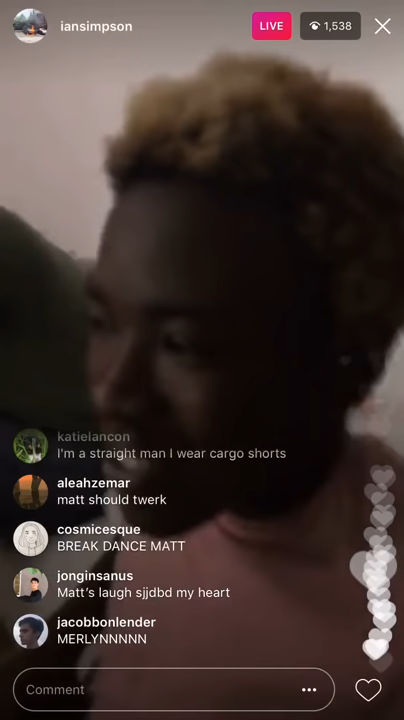 iansimpson
LIVE
1,538
katielancon
I'm a straight man I wear cargo shorts
aleahzemar
matt should twerk
cosmicesque
BREAK DANCE MATT
jonginsanus
Matt's laugh sjjdbd my heart
jacobbonlender
MERLYNNNNN
Comment